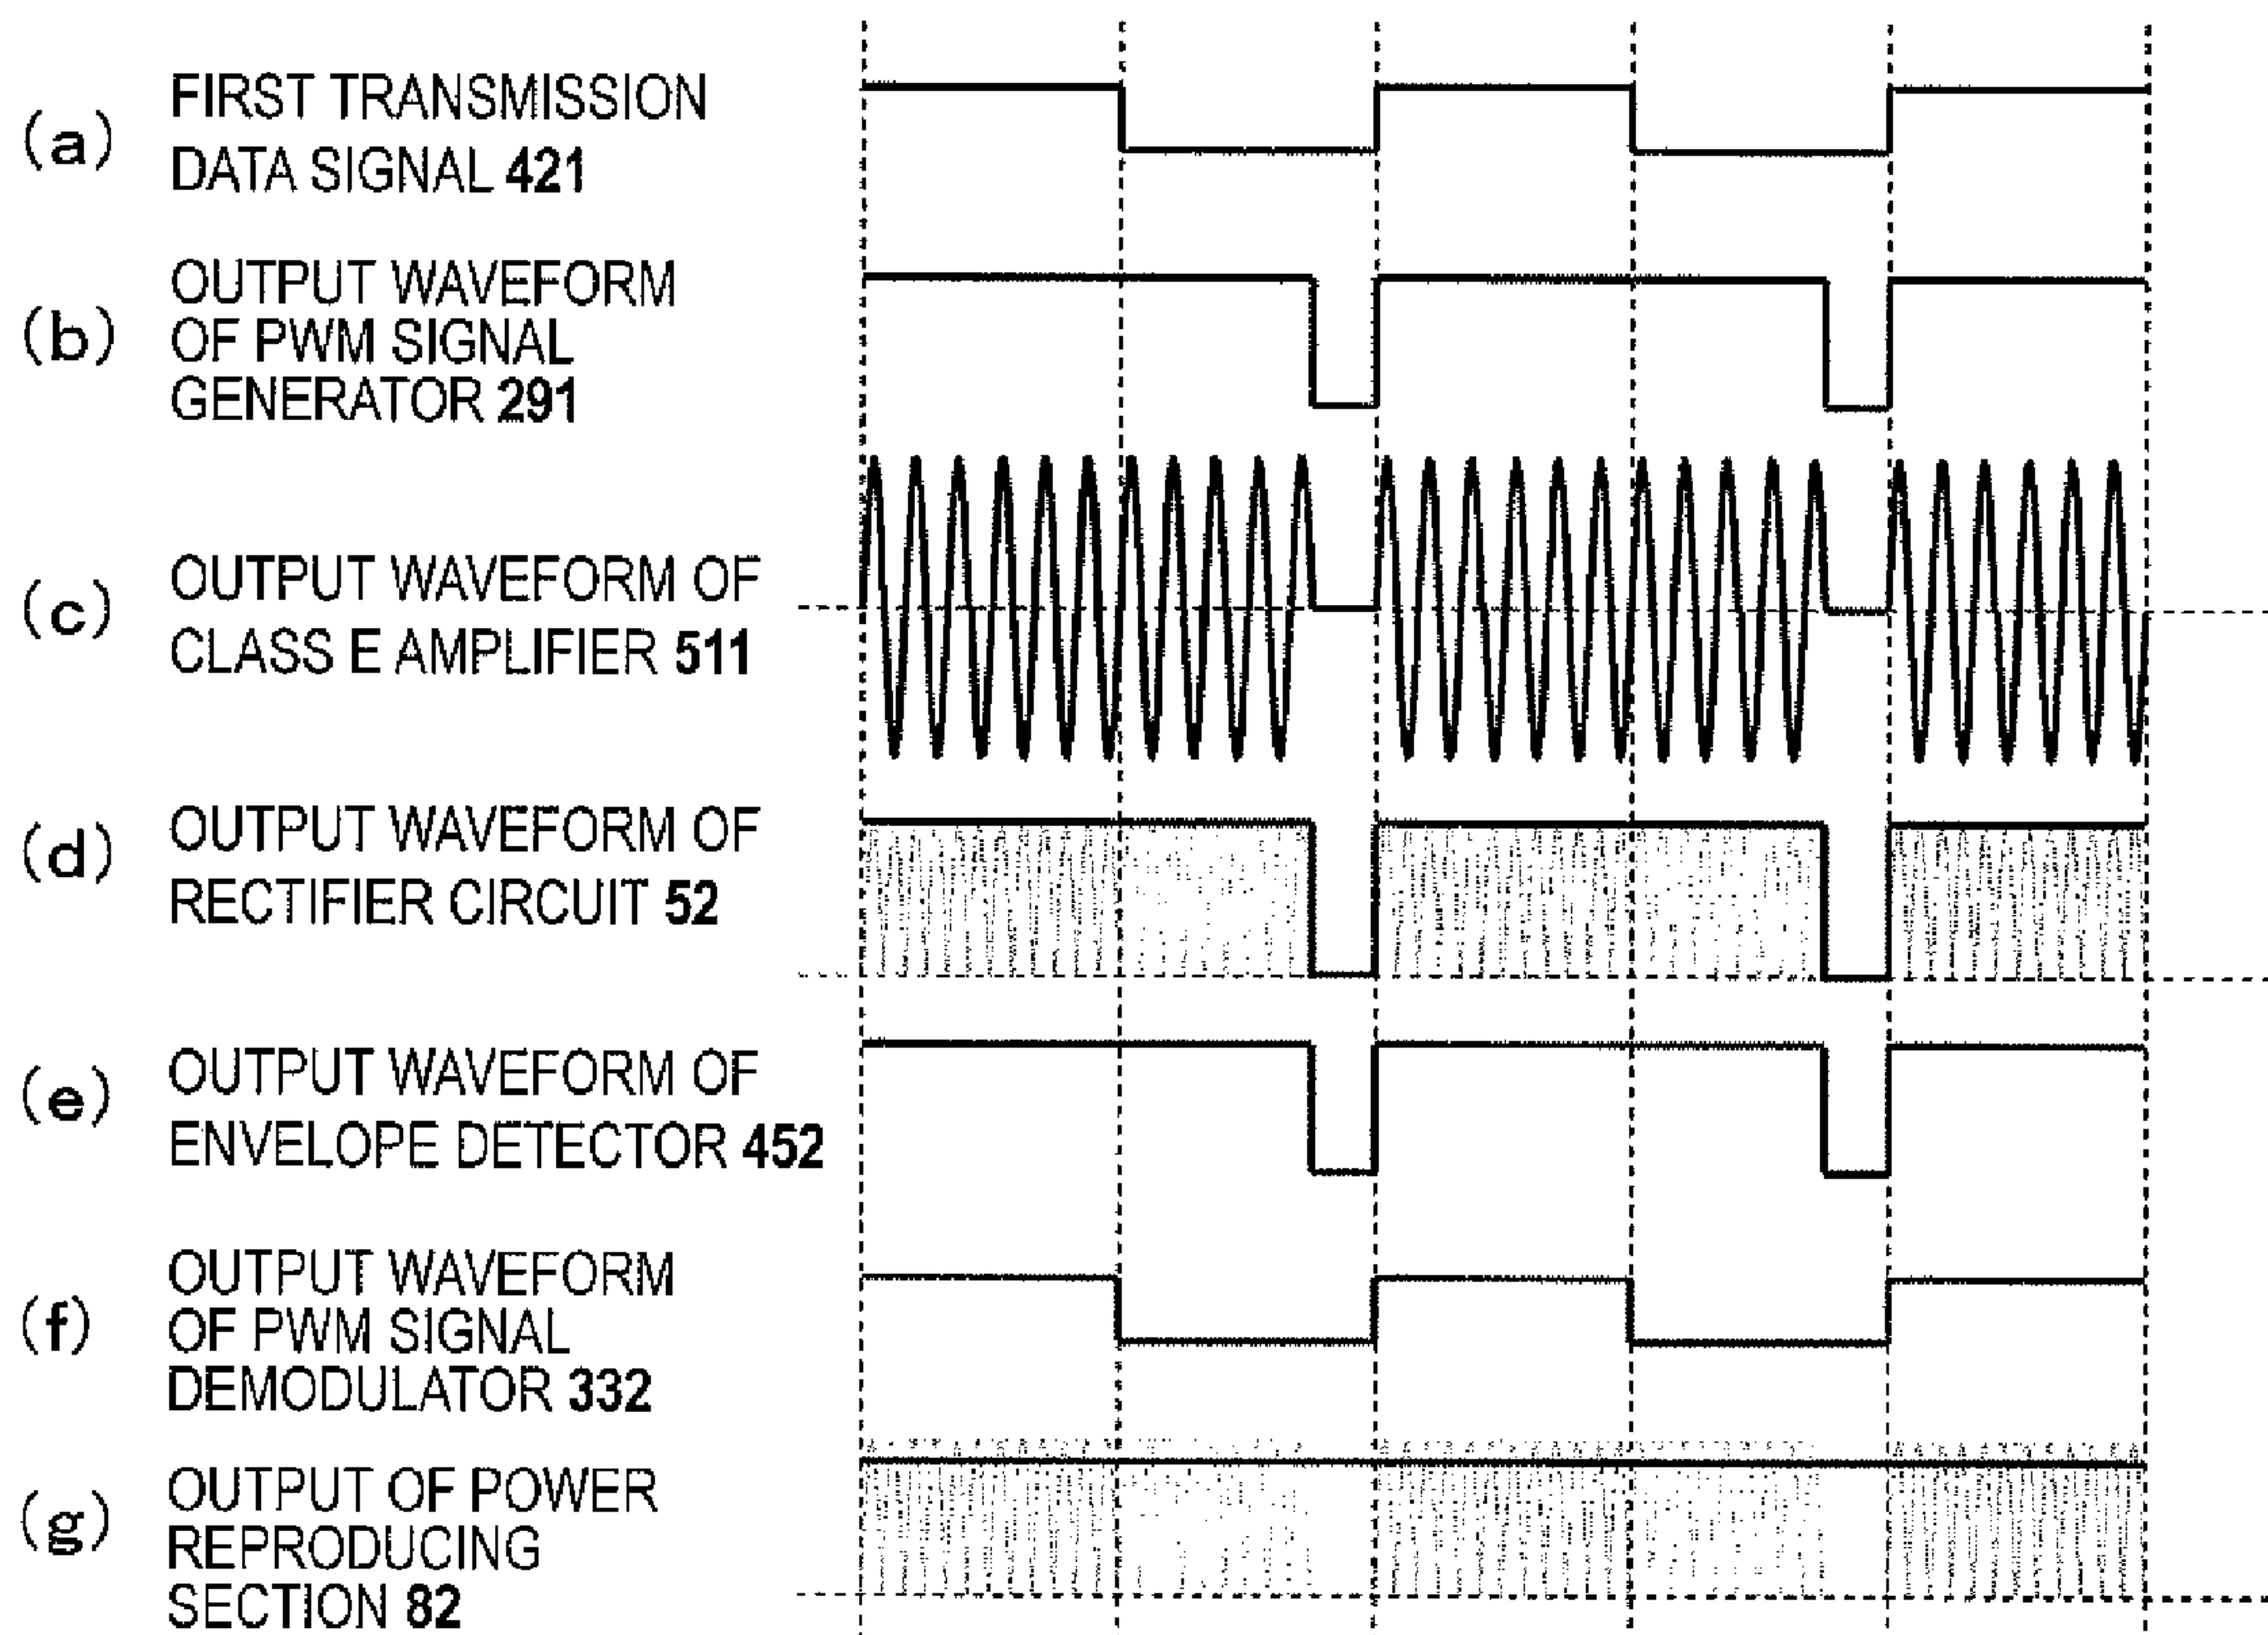 (a) FIRST TRANSMISSION
DATA SIGNAL 421
(b) OUTPUT WAVEFORM
OF PWM SIGNAL
GENERATOR 291
(c) OUTPUT WAVEFORM OF
CLASS E AMPLIFIER 511
(d) OUTPUT WAVEFORM OF
RECTIFIER CIRCUIT 52
(e) OUTPUT WAVEFORM OF
ENVELOPE DETECTOR 452
(f) OUTPUT WAVEFORM
OF PWM SIGNAL
DEMODULATOR 332
(g) OUTPUT OF POWER
REPRODUCING
SECTION 82